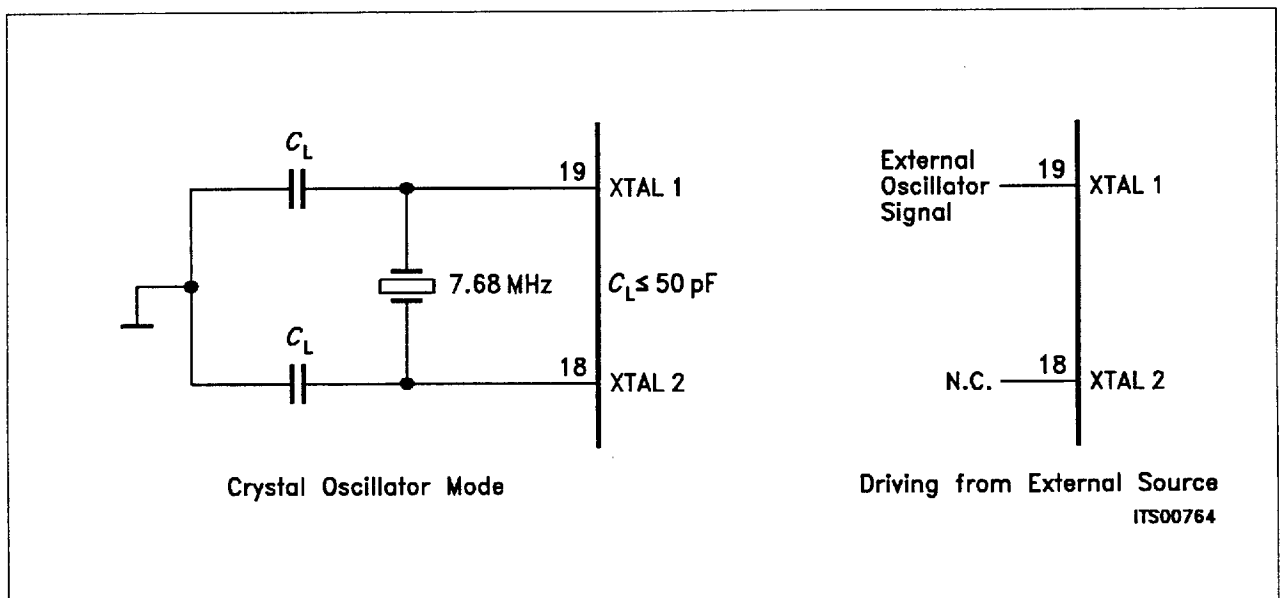 C_L
19
XTAL 1
7.68 MHz
C_L ≤ 50 pF
C_L
18
XTAL 2
Crystal Oscillator Mode
External
Oscillator
Signal
19
XTAL 1
N.C.
18
XTAL 2
Driving from External Source
ITS00764